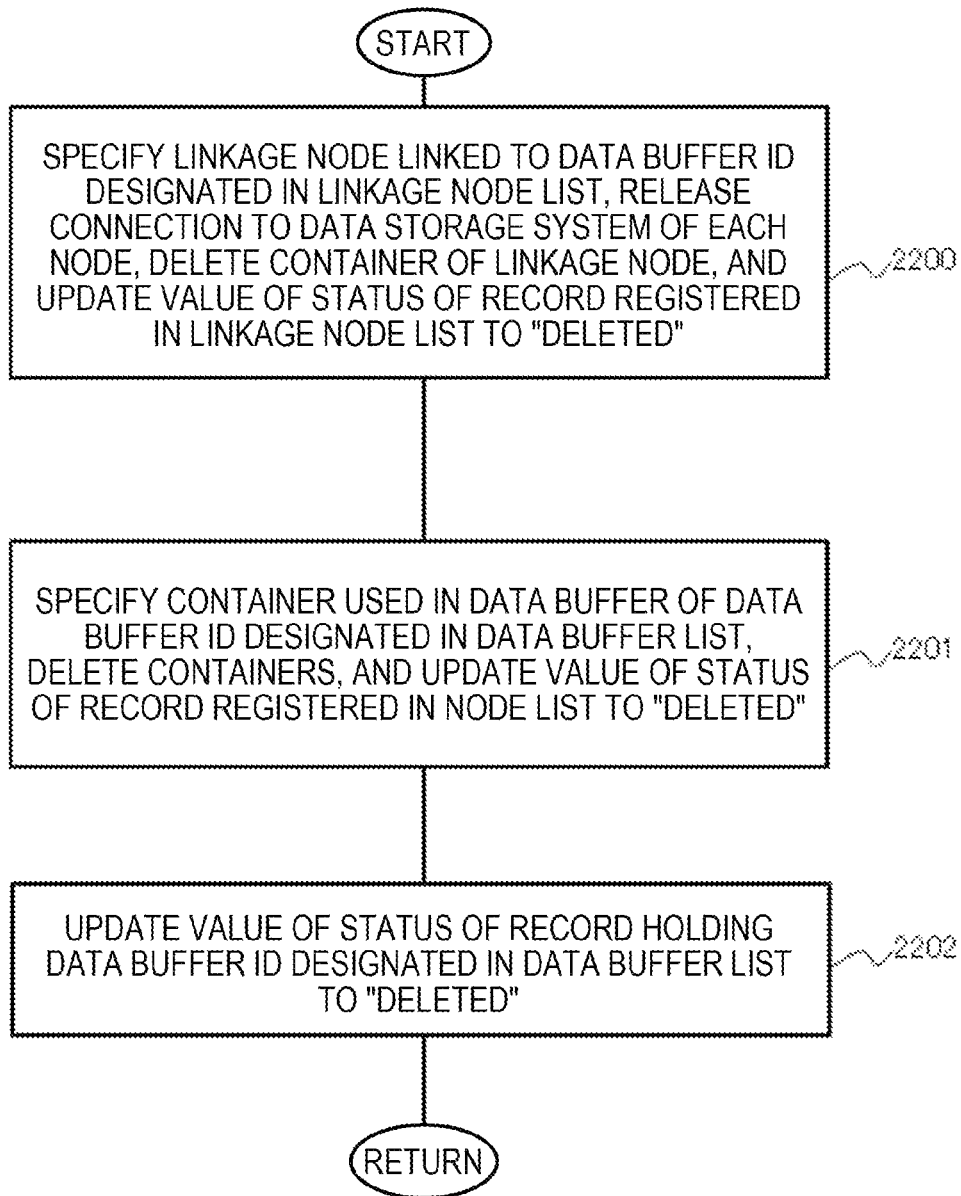 START
SPECIFY LINKAGE NODE LINKED TO DATA BUFFER ID
DESIGNATED IN LINKAGE NODE LIST, RELEASE
CONNECTION TO DATA STORAGE SYSTEM OF EACH
NODE, DELETE CONTAINER OF LINKAGE NODE, AND
UPDATE VALUE OF STATUS OF RECORD REGISTERED
IN LINKAGE NODE LIST TO "DELETED"
2200
SPECIFY CONTAINER USED IN DATA BUFFER OF DATA
BUFFER ID DESIGNATED IN DATA BUFFER LIST,
DELETE CONTAINERS, AND UPDATE VALUE OF STATUS
OF RECORD REGISTERED IN NODE LIST TO "DELETED"
2201
UPDATE VALUE OF STATUS OF RECORD HOLDING
DATA BUFFER ID DESIGNATED IN DATA BUFFER LIST
TO "DELETED"
2202
RETURN